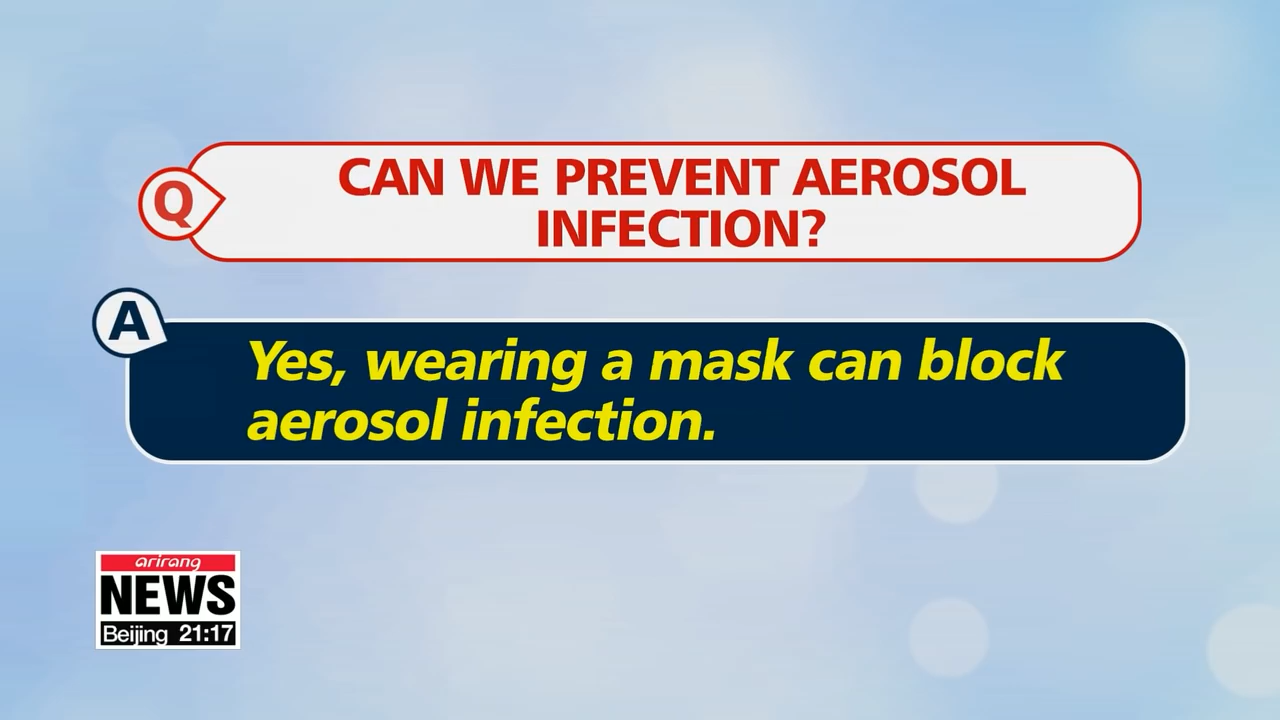 Q
CAN WE PREVENT AEROSOL
INFECTION?
A
Yes, wearing a mask can block
aerosol infection.
arirang
NEWS
Beijing 21:17